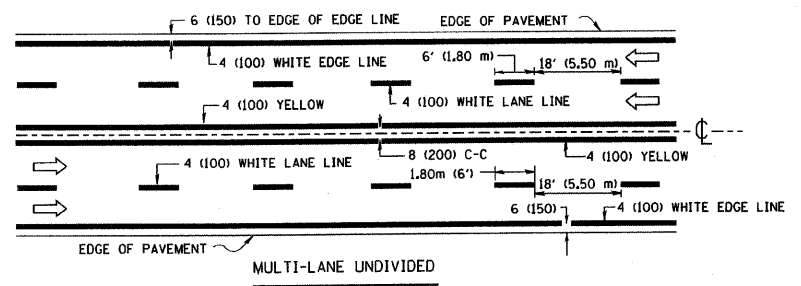 6 (150) TO EDGE OF EDGE LINE
EDGE OF PAVEMENT
4 (100) WHITE EDGE LINE
6' (1.80 m)
18' (5.50 m)
4 (100) YELLOW
4 (100) WHITE LANE LINE
℄
4 (100) WHITE LANE LINE
8 (200) C-C
4 (100) YELLOW
1.80m (6')
18' (5.50 m)
6 (150)
4 (100) WHITE EDGE LINE
EDGE OF PAVEMENT
MULTI-LANE UNDIVIDED